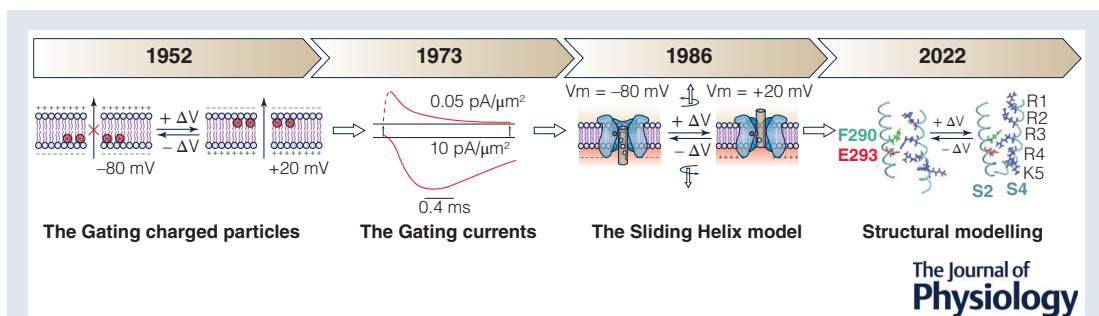 1952
1973
1986
2022
+ ΔV
− ΔV
−80 mV
+20 mV
0.05 pA/μm²
10 pA/μm²
0.4 ms
Vm = −80 mV
Vm = +20 mV
+ ΔV
− ΔV
F290
E293
+ ΔV
− ΔV
R1
R2
R3
R4
K5
S2 S4
The Gating charged particles
The Gating currents
The Sliding Helix model
Structural modelling
The Journal of
Physiology